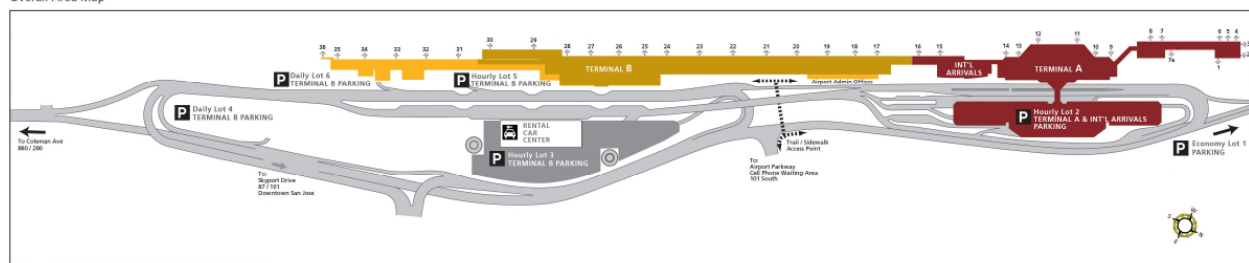 Overall Area Map
36
35
34
33
32
31
30
29
28
27
26
25
24
23
22
21
20
19
18
17
16
15
14
13
12
11
10
9
8
7
7a
6
5
4
1
TERMINAL B
INT'L
ARRIVALS
TERMINAL A
Airport Admin Offices
P Daily Lot 6
TERMINAL B PARKING
P Hourly Lot 5
TERMINAL B PARKING
P Daily Lot 4
TERMINAL B PARKING
P Hourly Lot 2
TERMINAL A & INT'L ARRIVALS
PARKING
RENTAL
CAR
CENTER
P Hourly Lot 3
TERMINAL B PARKING
To Coleman Ave
880 / 280
Trail / Sidewalk
Access Point
P Economy Lot 1
PARKING
To:
Skyport Drive
87 / 101
Downtown San Jose
To:
Airport Parkway
Cell Phone Waiting Area
101 South